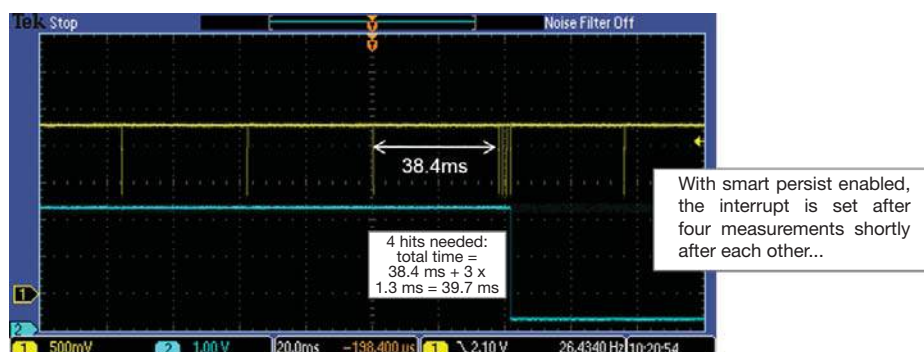 Tek Stop
Noise Filter Off
38.4ms
4 hits needed:
total time =
38.4 ms + 3 x
1.3 ms = 39.7 ms
With smart persist enabled,
the interrupt is set after
four measurements shortly
after each other...
1
2
1 500mV 2 1.00 V 20.0ms -198.400 us 1 2.10 V 26.4340 Hz 10:20:54